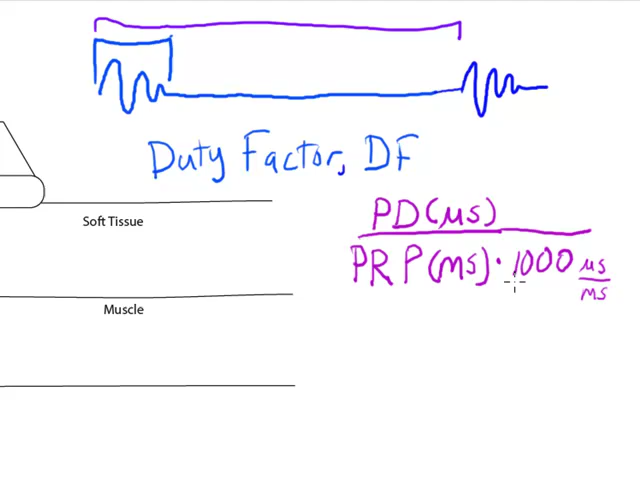 Duty Factor, DF
Soft Tissue
PD(μs)
PRP(ms)·1000 μs/ms
Muscle